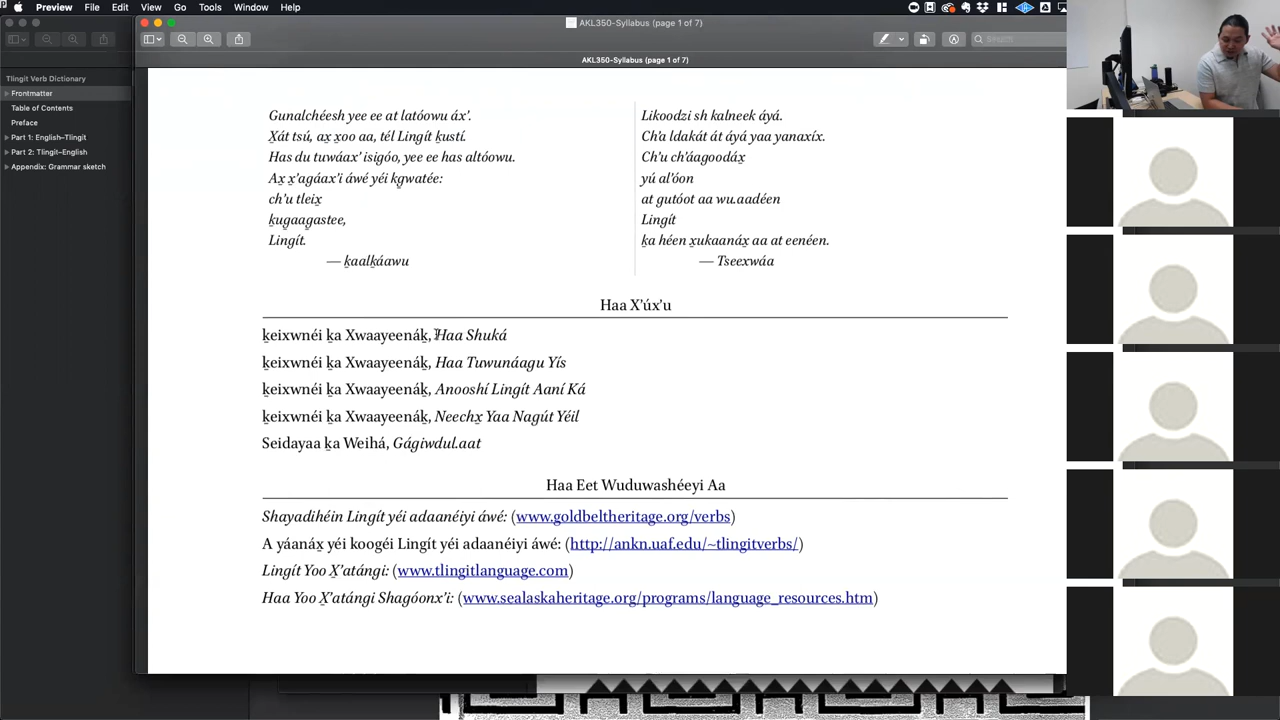 Preview File Edit View Go Tools Window Help
AKL350-Syllabus (page 1 of 7)
Search
AKL350-Syllabus (page 1 of 7)
Tlingit Verb Dictionary
Frontmatter
Table of Contents
Preface
Part 1: English–Tlingit
Part 2: Tlingit–English
Appendix: Grammar sketch
Gunalchéesh yee ee at latóowu áx’.
X̱át tsú, ax̱ x̱oo aa, tél Lingít ḵustí.
Has du tuwáax’ isigóo, yee ee has altóowu.
Ax̱ x̱’agáax’i áwé yéi kg̱watée:
ch’u tleix̱
ḵug̱aag̱astee,
Lingít.
— ḵaalḵáawu
Likoodzi sh kalneek áyá.
Ch’a ldakát át áyá yaa yanax̱íx.
Ch’u ch’áagoodáx̱
yú al’óon
at gutóot aa wu.aadéen
Lingít
ḵa héen x̱ukaanáx̱ aa at eenéen.
— Tseexwáa
Haa X’úx’u
ḵeixwnéi ḵa Xwaayeenáḵ, Haa Shuká
ḵeixwnéi ḵa Xwaayeenáḵ, Haa Tuwunáagu Yís
ḵeixwnéi ḵa Xwaayeenáḵ, Anooshí Lingít Aaní Ká
ḵeixwnéi ḵa Xwaayeenáḵ, Neechx̱ Yaa Nagút Yéil
Seidayaa ḵa Weihá, Gágiwdul.aat
Haa Eet Wuduwashéeyi Aa
Shayadihéin Lingít yéi adaanéiyi áwé: (www.goldbeltheritage.org/verbs)
A yáanáx̱ yéi koogéi Lingít yéi adaanéiyi áwé: (http://ankn.uaf.edu/~tlingitverbs/)
Lingít Yoo X̱’atángi: (www.tlingitlanguage.com)
Haa Yoo X̱’atángi Shagóonx’i: (www.sealaskaheritage.org/programs/language_resources.htm)